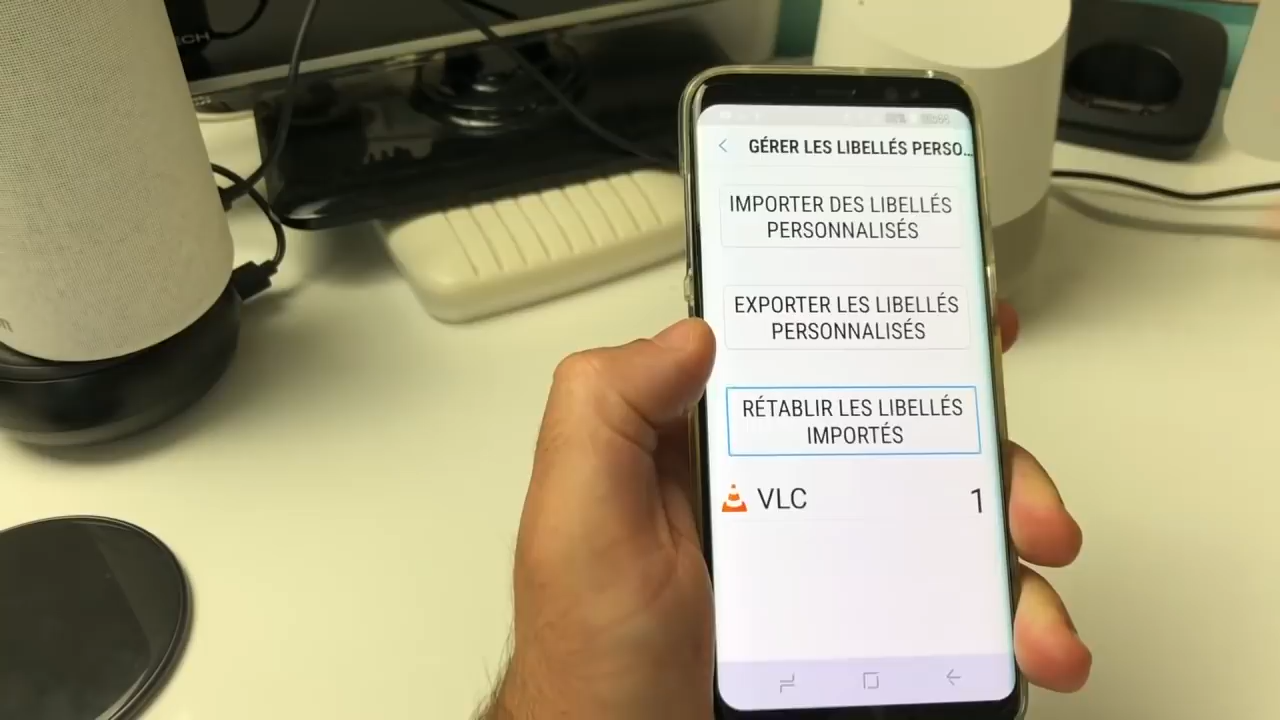 GÉRER LES LIBELLÉS PERSO...
IMPORTER DES LIBELLÉS
PERSONNALISÉS
EXPORTER LES LIBELLÉS
PERSONNALISÉS
RÉTABLIR LES LIBELLÉS
IMPORTÉS
VLC 1